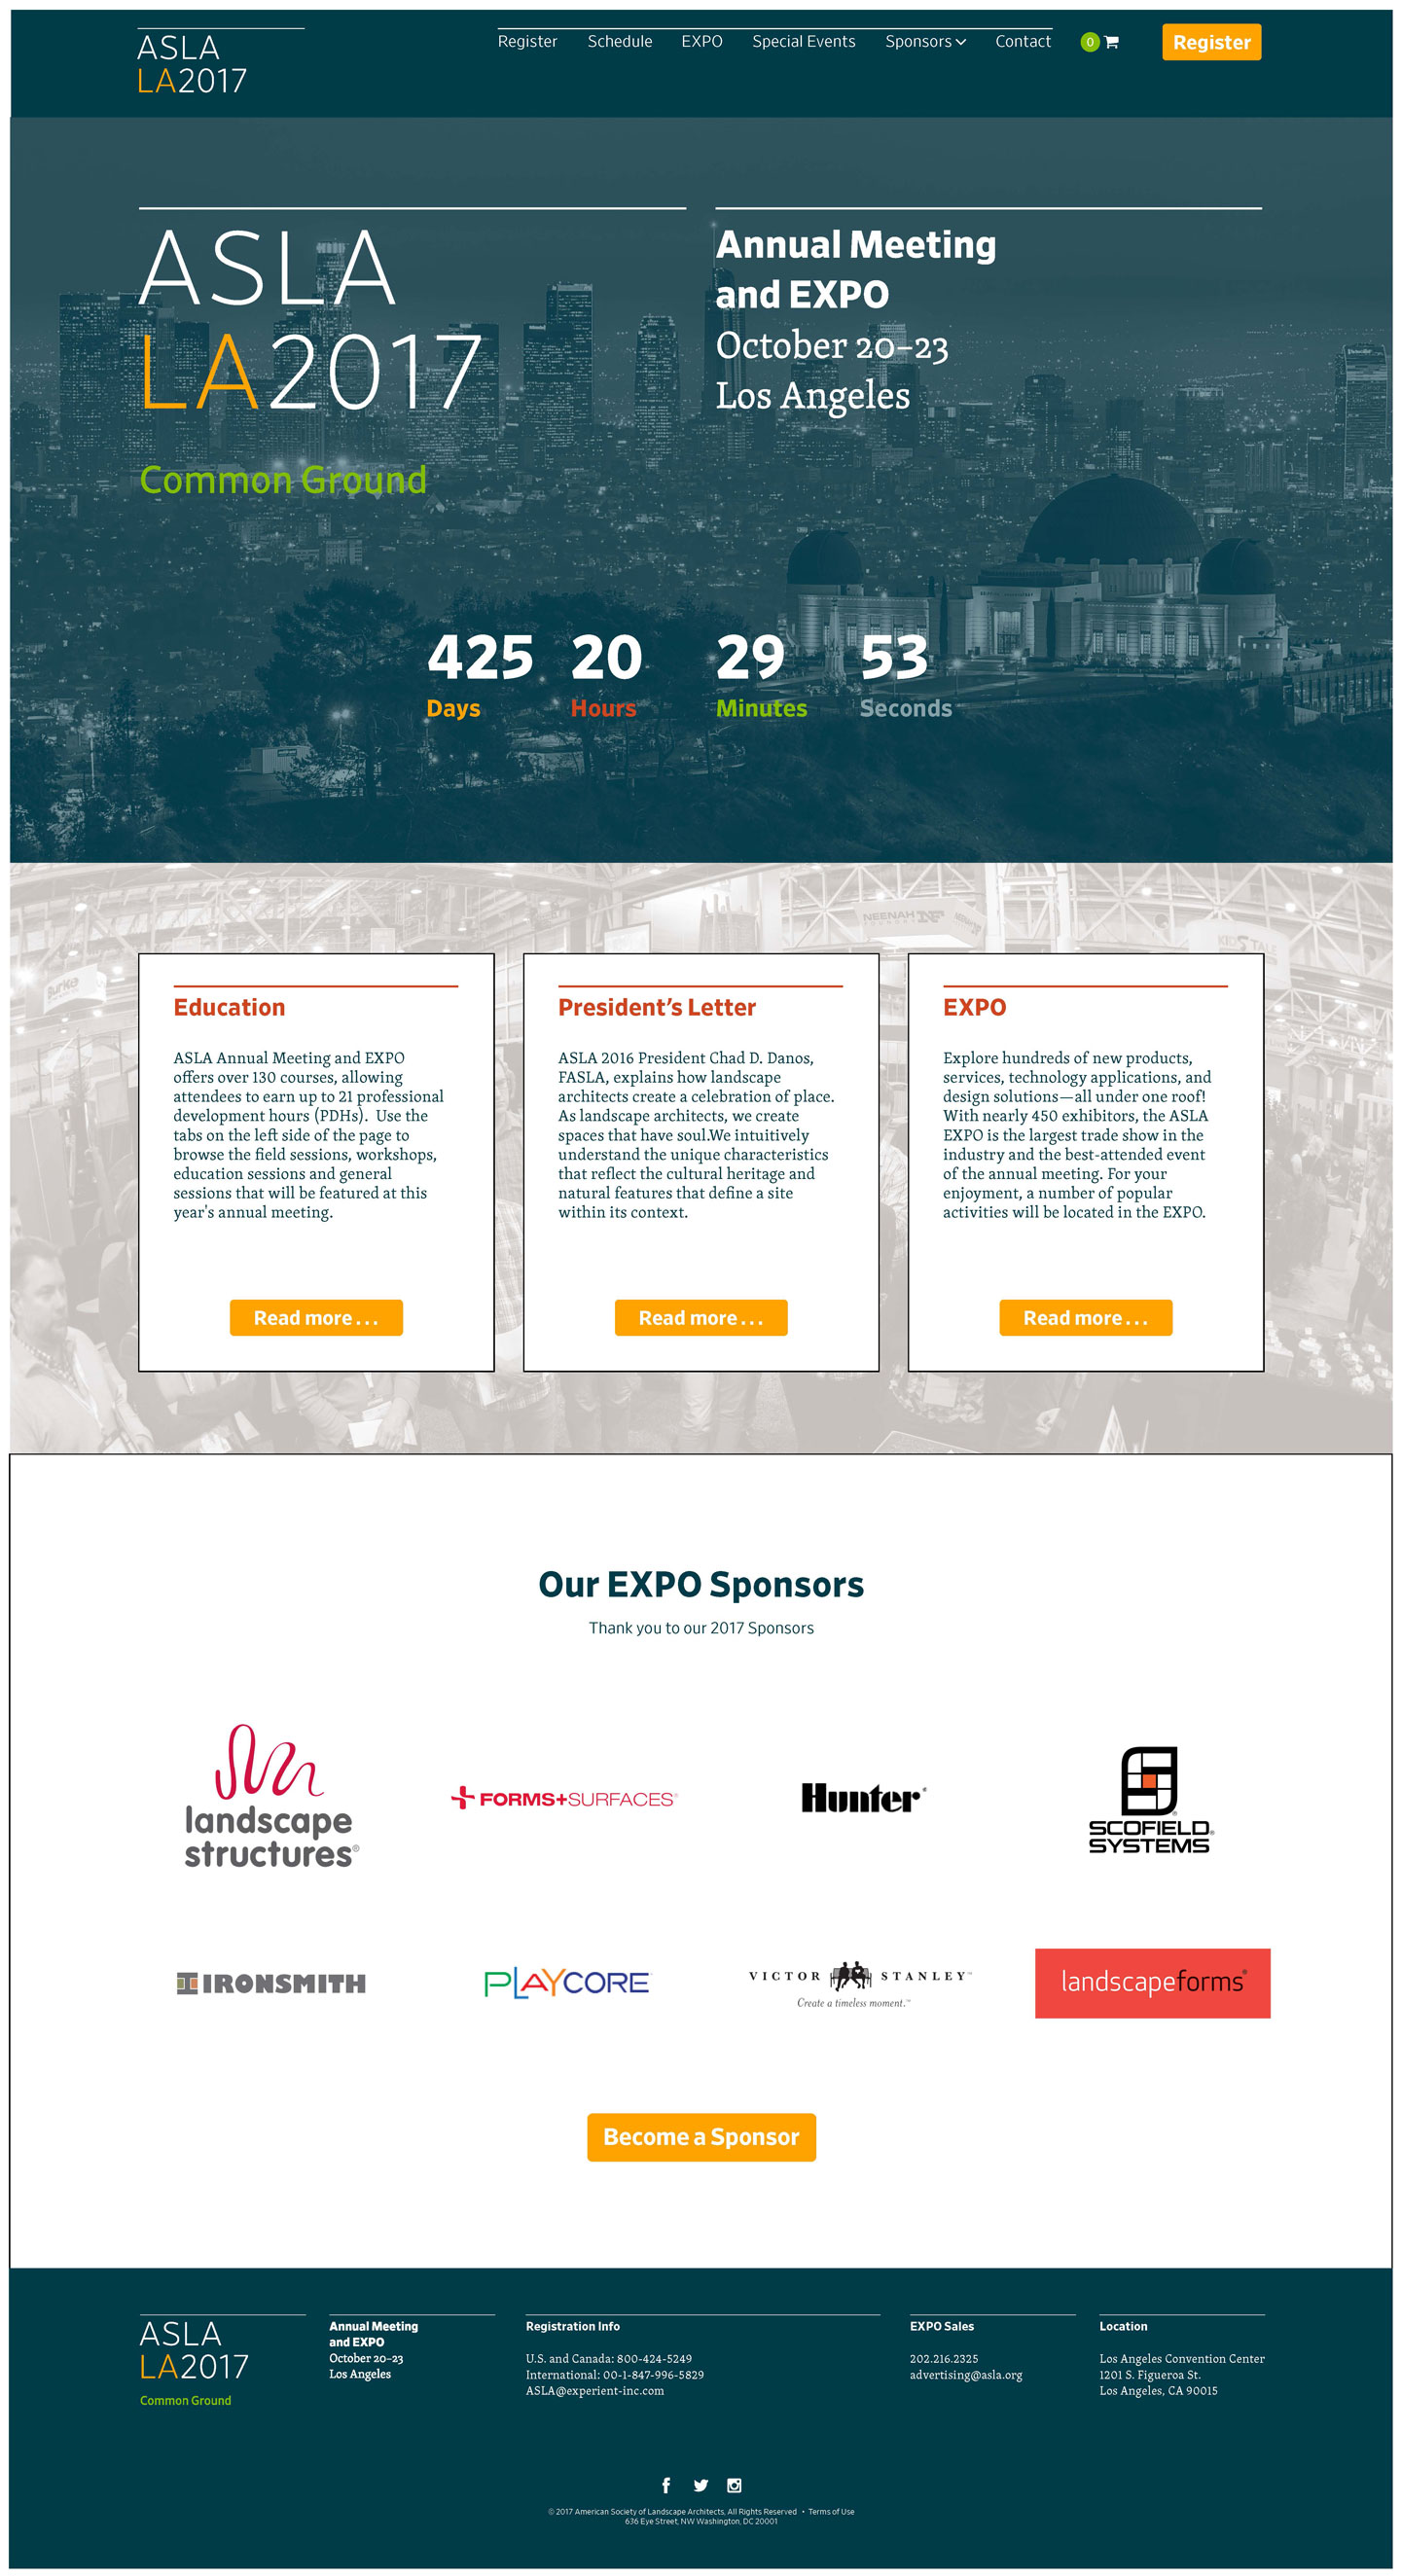 ASLA
LA2017
Register Schedule EXPO Special Events Sponsors Contact 0 Register
ASLA
LA2017
Common Ground
Annual Meeting
and EXPO
October 20–23
Los Angeles
425 20 29 53
Days Hours Minutes Seconds
NEENAH
Burke
Education
ASLA Annual Meeting and EXPO
offers over 130 courses, allowing
attendees to earn up to 21 professional
development hours (PDHs).  Use the
tabs on the left side of the page to
browse the field sessions, workshops,
education sessions and general
sessions that will be featured at this
year's annual meeting.
Read more . . .
President’s Letter
ASLA 2016 President Chad D. Danos,
FASLA, explains how landscape
architects create a celebration of place.
As landscape architects, we create
spaces that have soul.We intuitively
understand the unique characteristics
that reflect the cultural heritage and
natural features that define a site
within its context.
Read more . . .
EXPO
Explore hundreds of new products,
services, technology applications, and
design solutions—all under one roof!
With nearly 450 exhibitors, the ASLA
EXPO is the largest trade show in the
industry and the best-attended event
of the annual meeting. For your
enjoyment, a number of popular
activities will be located in the EXPO.
Read more . . .
Our EXPO Sponsors
Thank you to our 2017 Sponsors
landscape
structures®
FORMS+SURFACES®
Hunter®
SCOFIELD®
SYSTEMS
IRONSMITH
PLAYCORE
VICTOR STANLEY™
Create a timeless moment.™
landscapeforms®
Become a Sponsor
ASLA
LA2017
Common Ground
Annual Meeting
and EXPO
October 20–23
Los Angeles
Registration Info
U.S. and Canada: 800-424-5249
International: 00-1-847-996-5829
ASLA@experient-inc.com
EXPO Sales
202.216.2325
advertising@asla.org
Location
Los Angeles Convention Center
1201 S. Figueroa St.
Los Angeles, CA 90015
© 2017 American Society of Landscape Architects, All Rights Reserved • Terms of Use
636 Eye Street, NW Washington, DC 20001